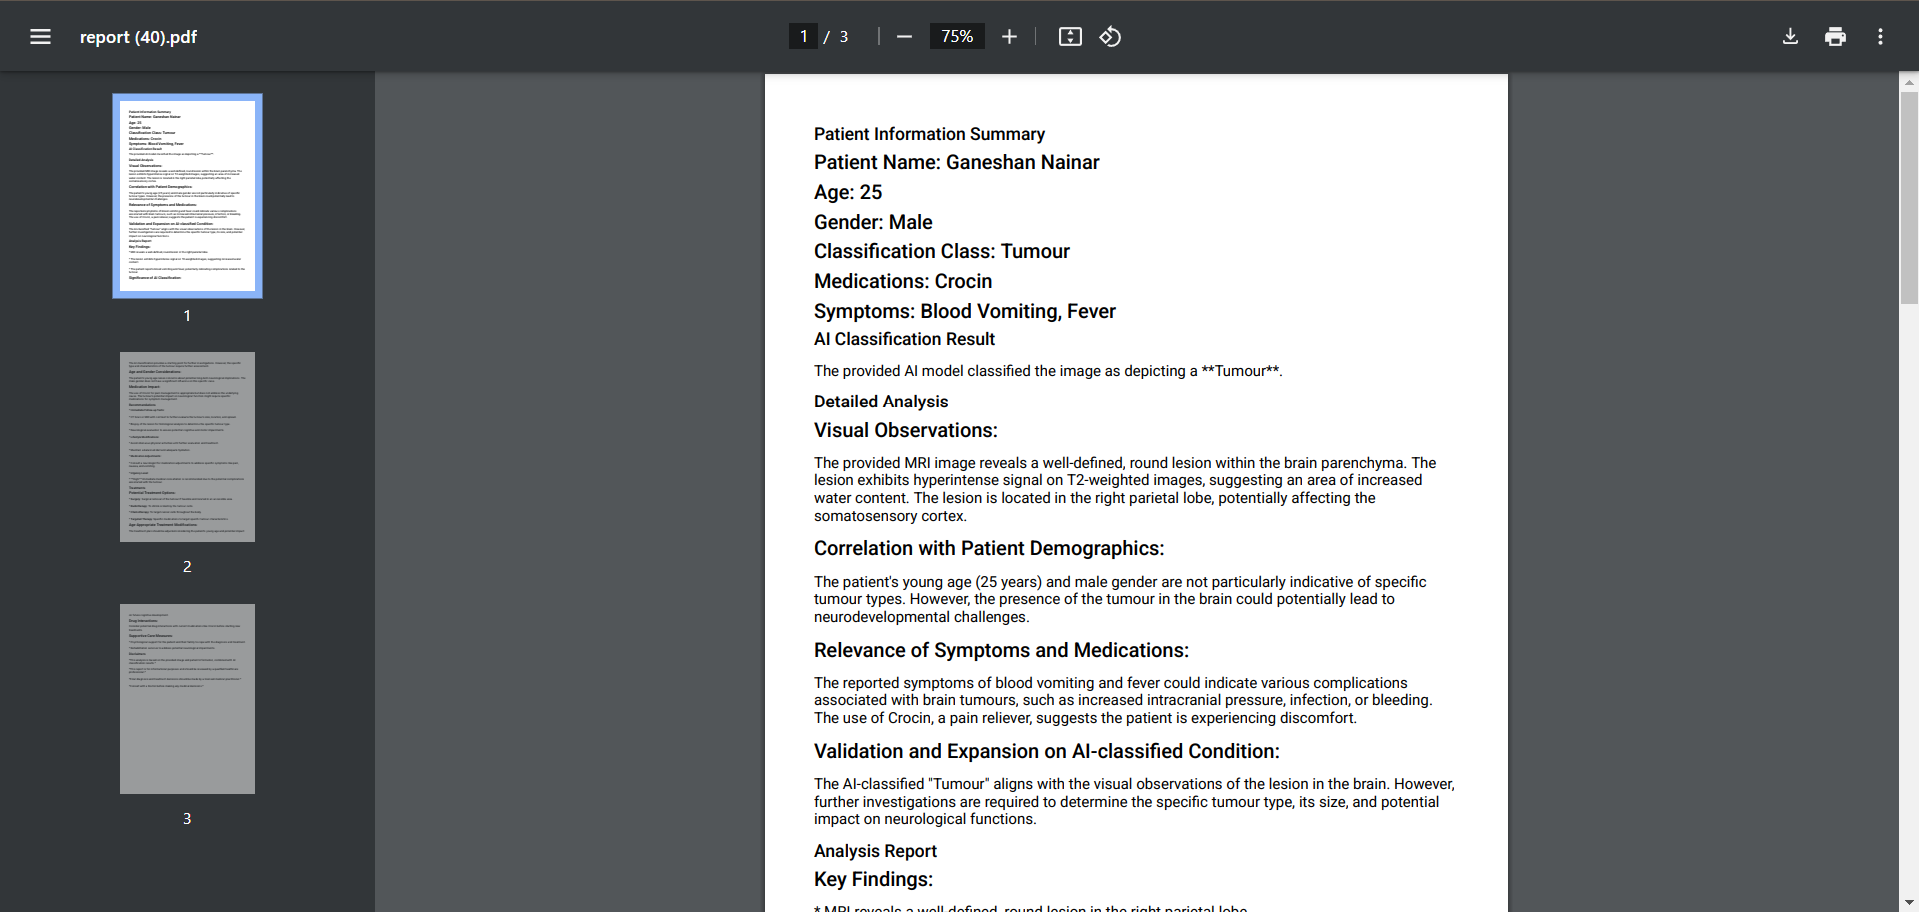 report (40).pdf
1 / 3
75%
1
2
3
Patient Information Summary
Patient Name: Ganeshan Nainar
Age: 25
Gender: Male
Classification Class: Tumour
Medications: Crocin
Symptoms: Blood Vomiting, Fever
AI Classification Result
The provided AI model classified the image as depicting a **Tumour**.
Detailed Analysis
Visual Observations:
The provided MRI image reveals a well-defined, round lesion within the brain parenchyma. The
lesion exhibits hyperintense signal on T2-weighted images, suggesting an area of increased
water content. The lesion is located in the right parietal lobe, potentially affecting the
somatosensory cortex.
Correlation with Patient Demographics:
The patient's young age (25 years) and male gender are not particularly indicative of specific
tumour types. However, the presence of the tumour in the brain could potentially lead to
neurodevelopmental challenges.
Relevance of Symptoms and Medications:
The reported symptoms of blood vomiting and fever could indicate various complications
associated with brain tumours, such as increased intracranial pressure, infection, or bleeding.
The use of Crocin, a pain reliever, suggests the patient is experiencing discomfort.
Validation and Expansion on AI-classified Condition:
The AI-classified "Tumour" aligns with the visual observations of the lesion in the brain. However,
further investigations are required to determine the specific tumour type, its size, and potential
impact on neurological functions.
Analysis Report
Key Findings:
* MRI reveals a well-defined, round lesion in the right parietal lobe.